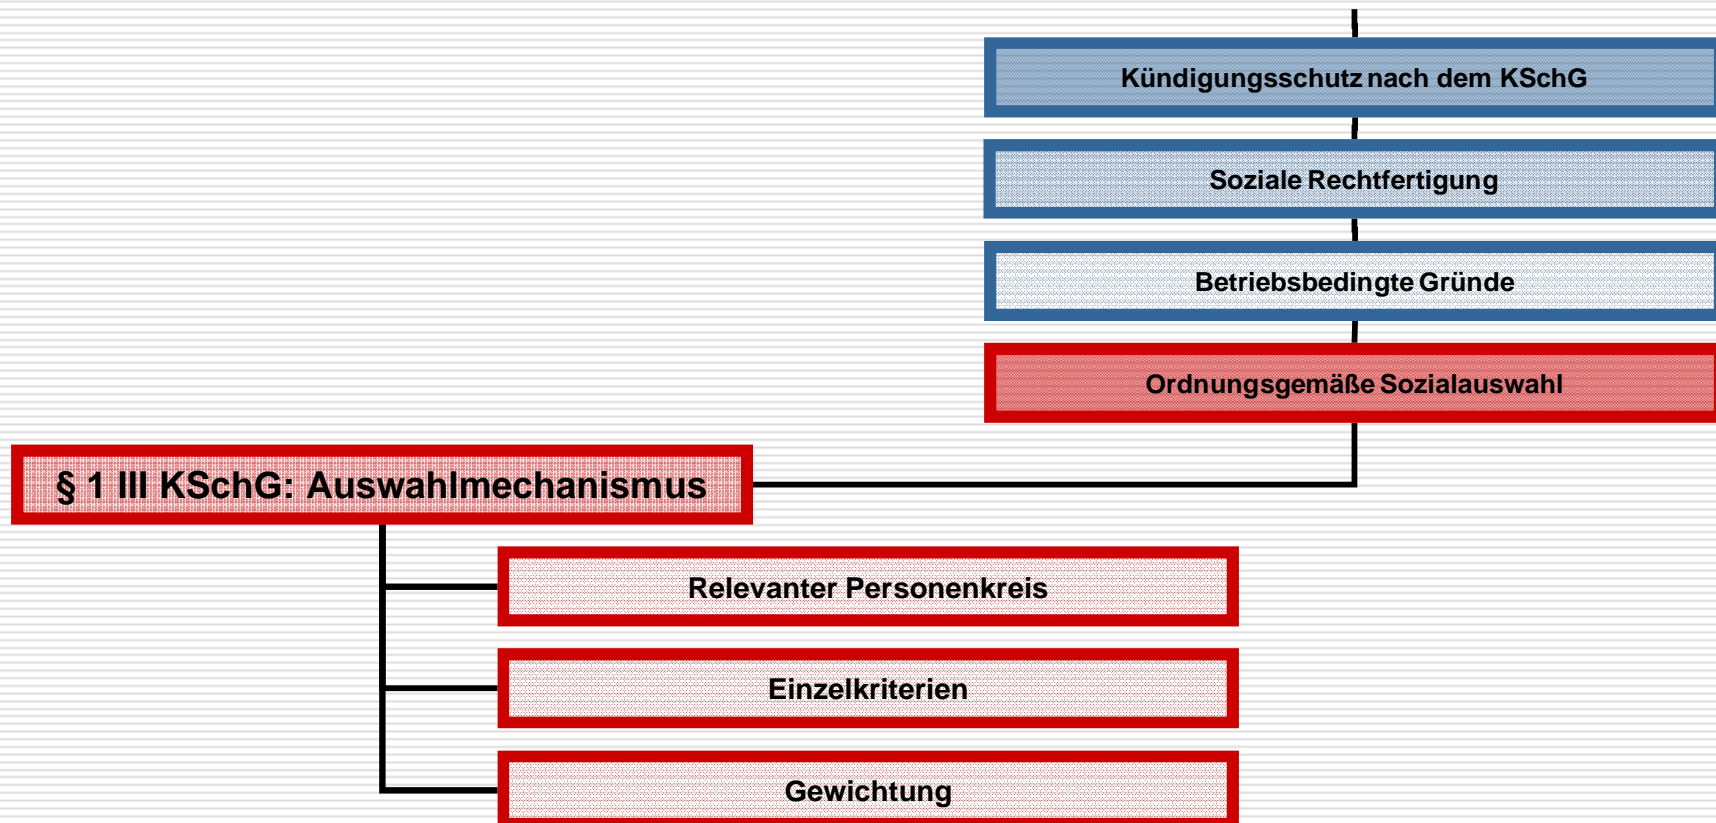 Kündigungsschutz nach dem KSchG
Soziale Rechtfertigung
Betriebsbedingte Gründe
Ordnungsgemäße Sozialauswahl
§ 1 III KSchG: Auswahlmechanismus
Relevanter Personenkreis
Einzelkriterien
Gewichtung